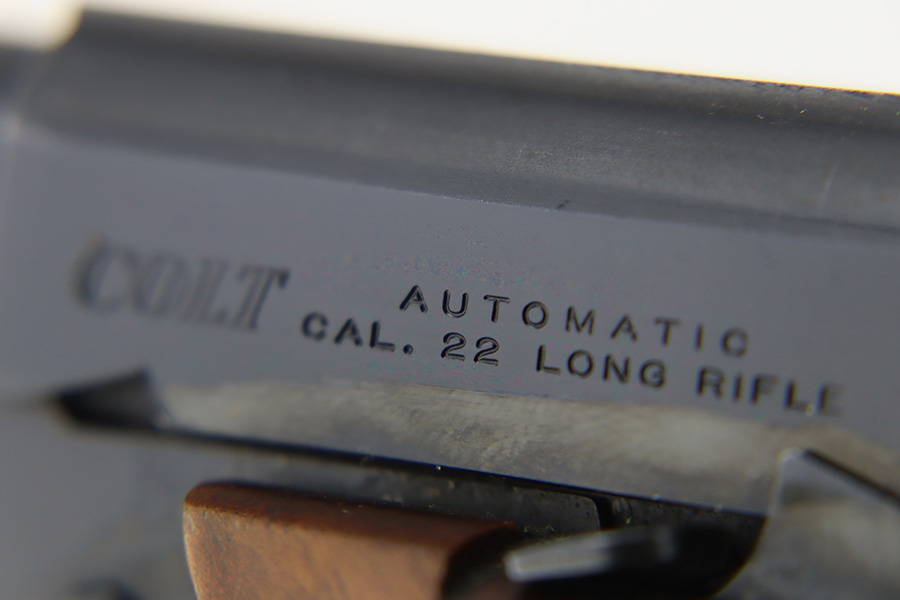 COLT
AUTOMATIC
CAL. 22 LONG RIFLE